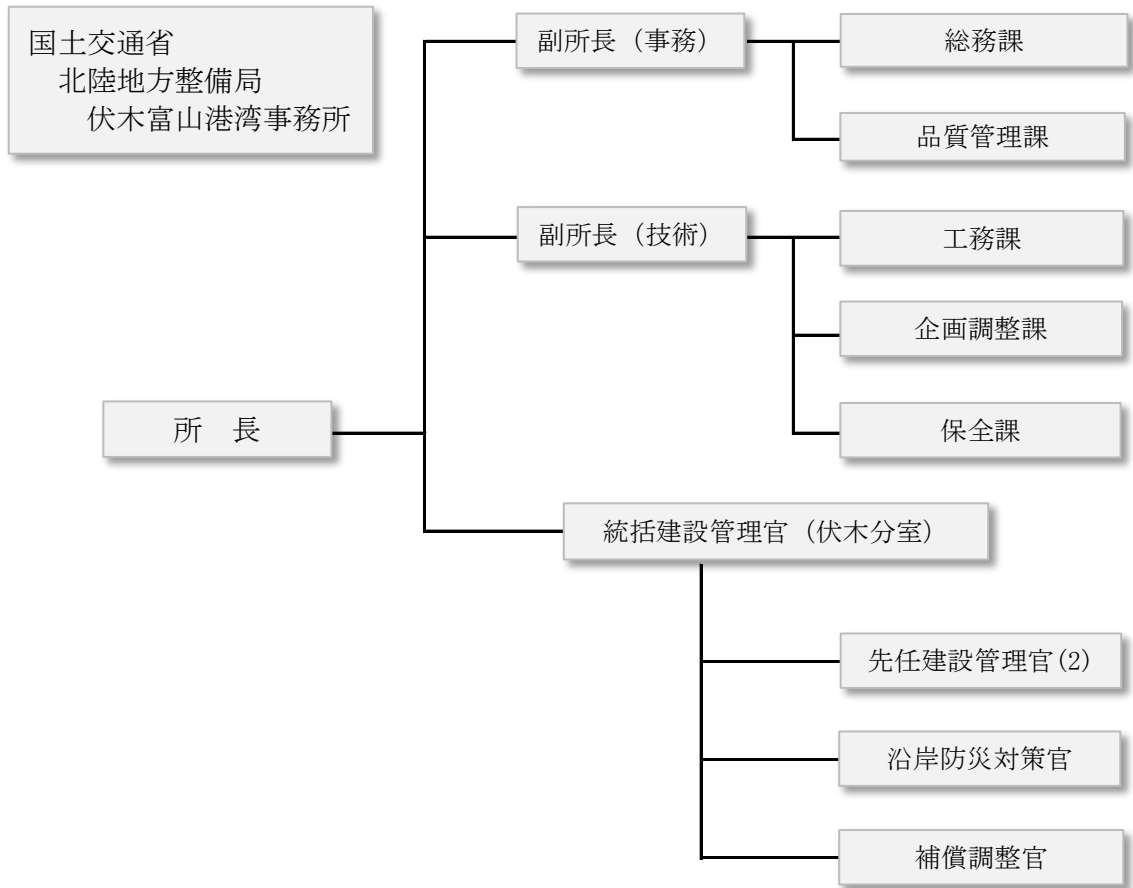 国土交通省
北陸地方整備局
伏木富山港湾事務所
副所長（事務）
総務課
品質管理課
副所長（技術）
工務課
企画調整課
保全課
所　長
統括建設管理官（伏木分室）
先任建設管理官(2)
沿岸防災対策官
補償調整官